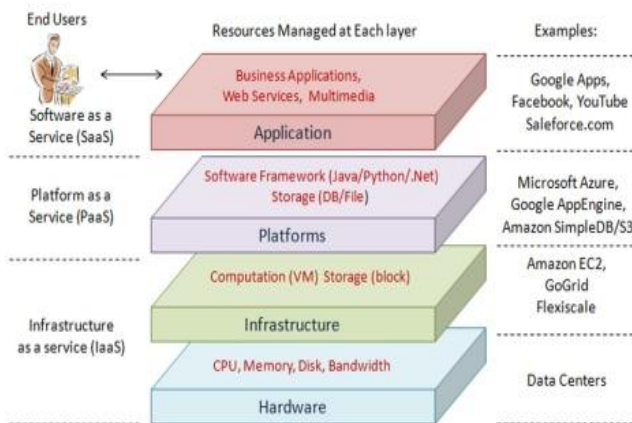 End Users
Resources Managed at Each layer
Examples:
Business Applications,
Web Services, Multimedia
Application
Software as a
Service (SaaS)
Google Apps,
Facebook, YouTube
Saleforce.com
Platform as a
Service (PaaS)
Software Framework (Java/Python/.Net)
Storage (DB/File)
Platforms
Microsoft Azure,
Google AppEngine,
Amazon SimpleDB/S3
Infrastructure
as a service (IaaS)
Computation (VM) Storage (block)
Infrastructure
Amazon EC2,
GoGrid
Flexiscale
CPU, Memory, Disk, Bandwidth
Hardware
Data Centers